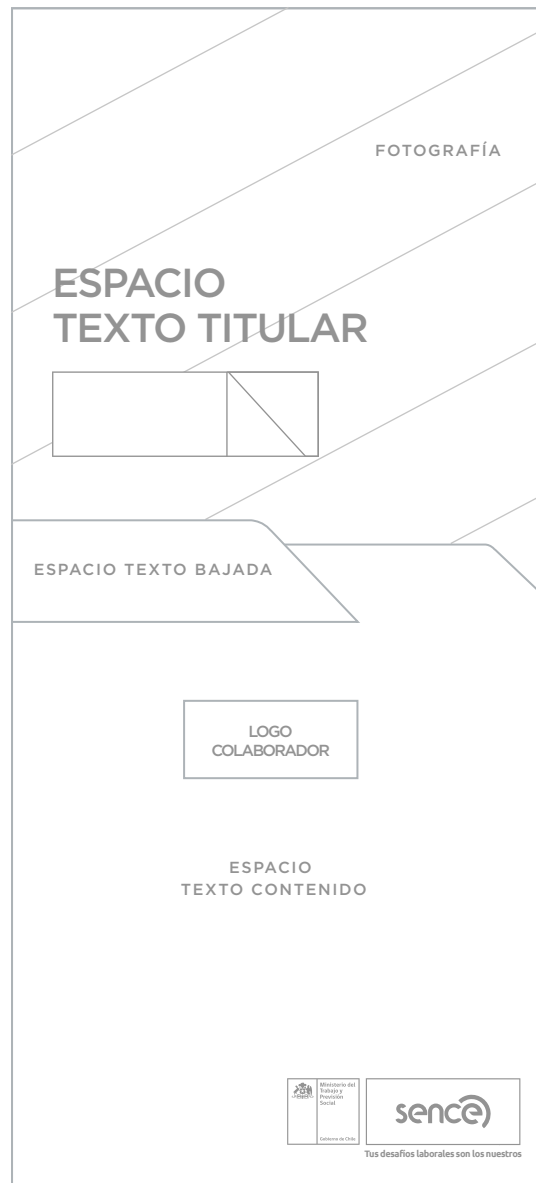 FOTOGRAFÍA
ESPACIO
TEXTO TITULAR
ESPACIO TEXTO BAJADA
LOGO
COLABORADOR
ESPACIO
TEXTO CONTENIDO
Ministerio del
Trabajo y
Previsión
Social
Gobierno de Chile
sence
Tus desafíos laborales son los nuestros